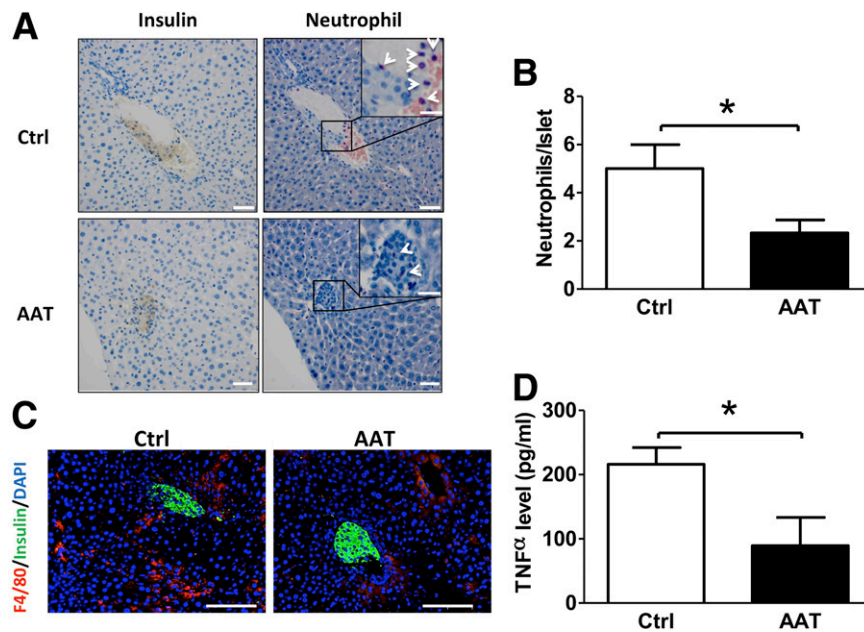 A
Insulin
Neutrophil
Ctrl
AAT
B
Neutrophils/Islet
8
6
4
2
0
*
Ctrl
AAT
C
Ctrl
AAT
F4/80/Insulin/DAPI
D
TNFα level (pg/ml)
300
200
100
0
*
Ctrl
AAT